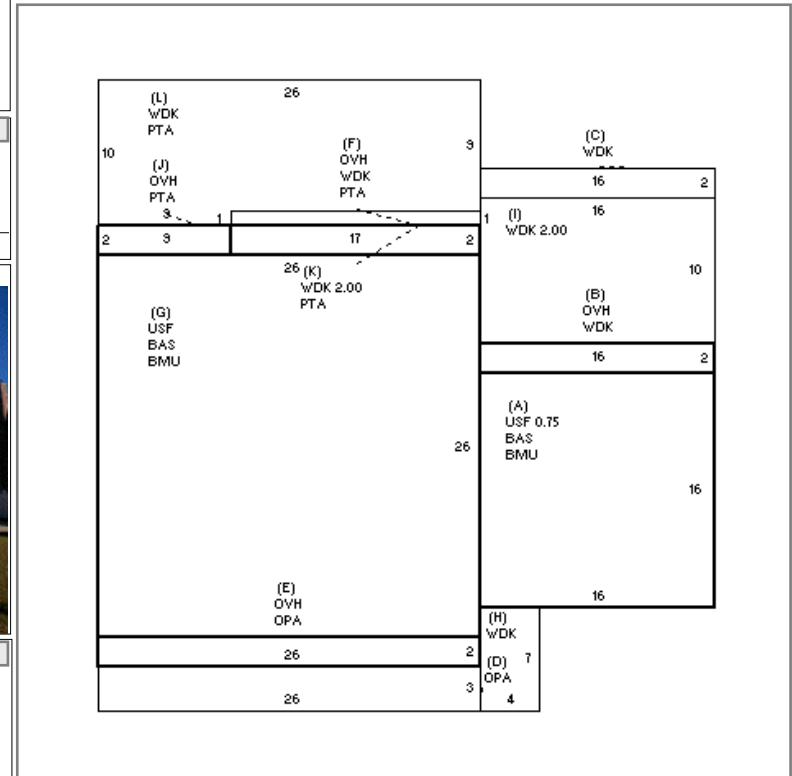 26
(L)
WDK
PTA
10
9
(F)
OVH
WDK
PTA
(J)
OVH
PTA
9
1
(C)
WDK
16
2
16
1
(I)
WDK 2.00
10
2
9
17
2
26
(K)
WDK 2.00
PTA
(G)
USF
BAS
BMU
(B)
OVH
WDK
16
2
(A)
USF 0.75
BAS
BMU
26
16
(E)
OVH
OPA
16
26
2
(H)
WDK
7
(D)
OPA
26
3
4